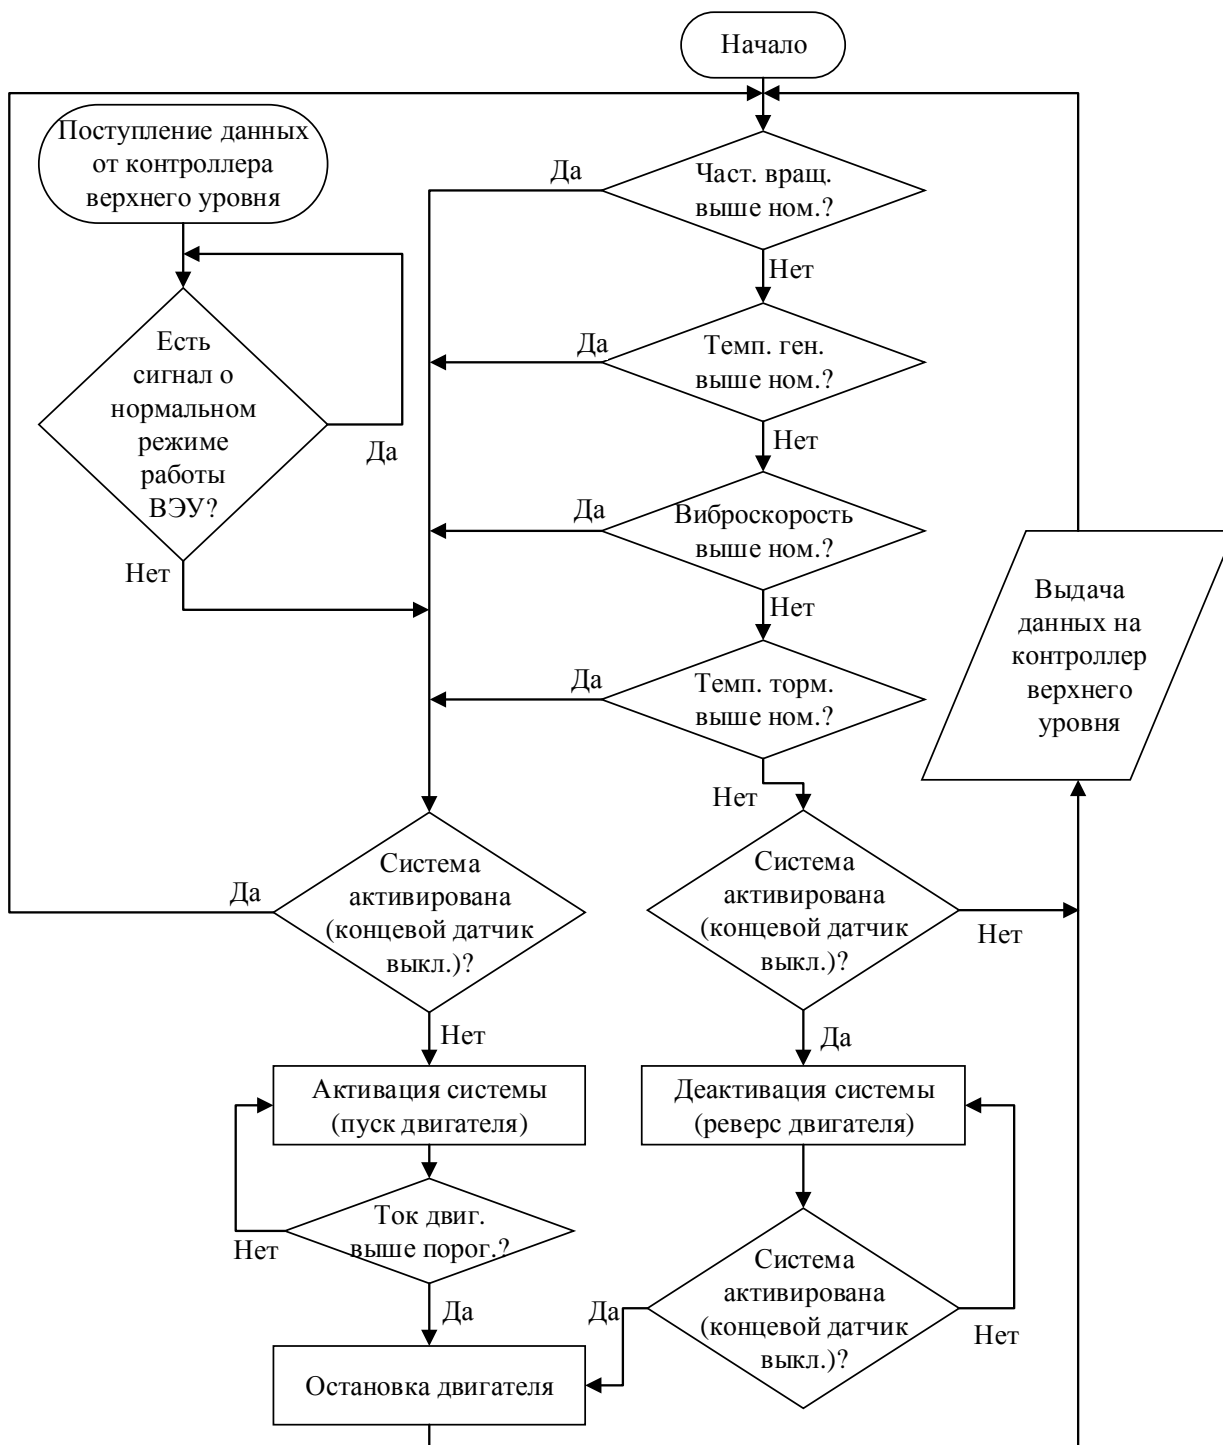 Начало
Поступление данных
от контроллера
верхнего уровня
Да
Част. вращ.
выше ном.?
Нет
Есть
сигнал о
нормальном
режиме
работы
ВЭУ?
Да
Нет
Да
Темп. ген.
выше ном.?
Нет
Да
Виброскорость
выше ном.?
Нет
Да
Темп. торм.
выше ном.?
Нет
Выдача
данных на
контроллер
верхнего
уровня
Да
Система
активирована
(концевой датчик
выкл.)?
Нет
Система
активирована
(концевой датчик
выкл.)?
Нет
Да
Активация системы
(пуск двигателя)
Деактивация системы
(реверс двигателя)
Ток двиг.
выше порог.?
Нет
Да
Система
активирована
(концевой датчик
выкл.)?
Да
Нет
Остановка двигателя